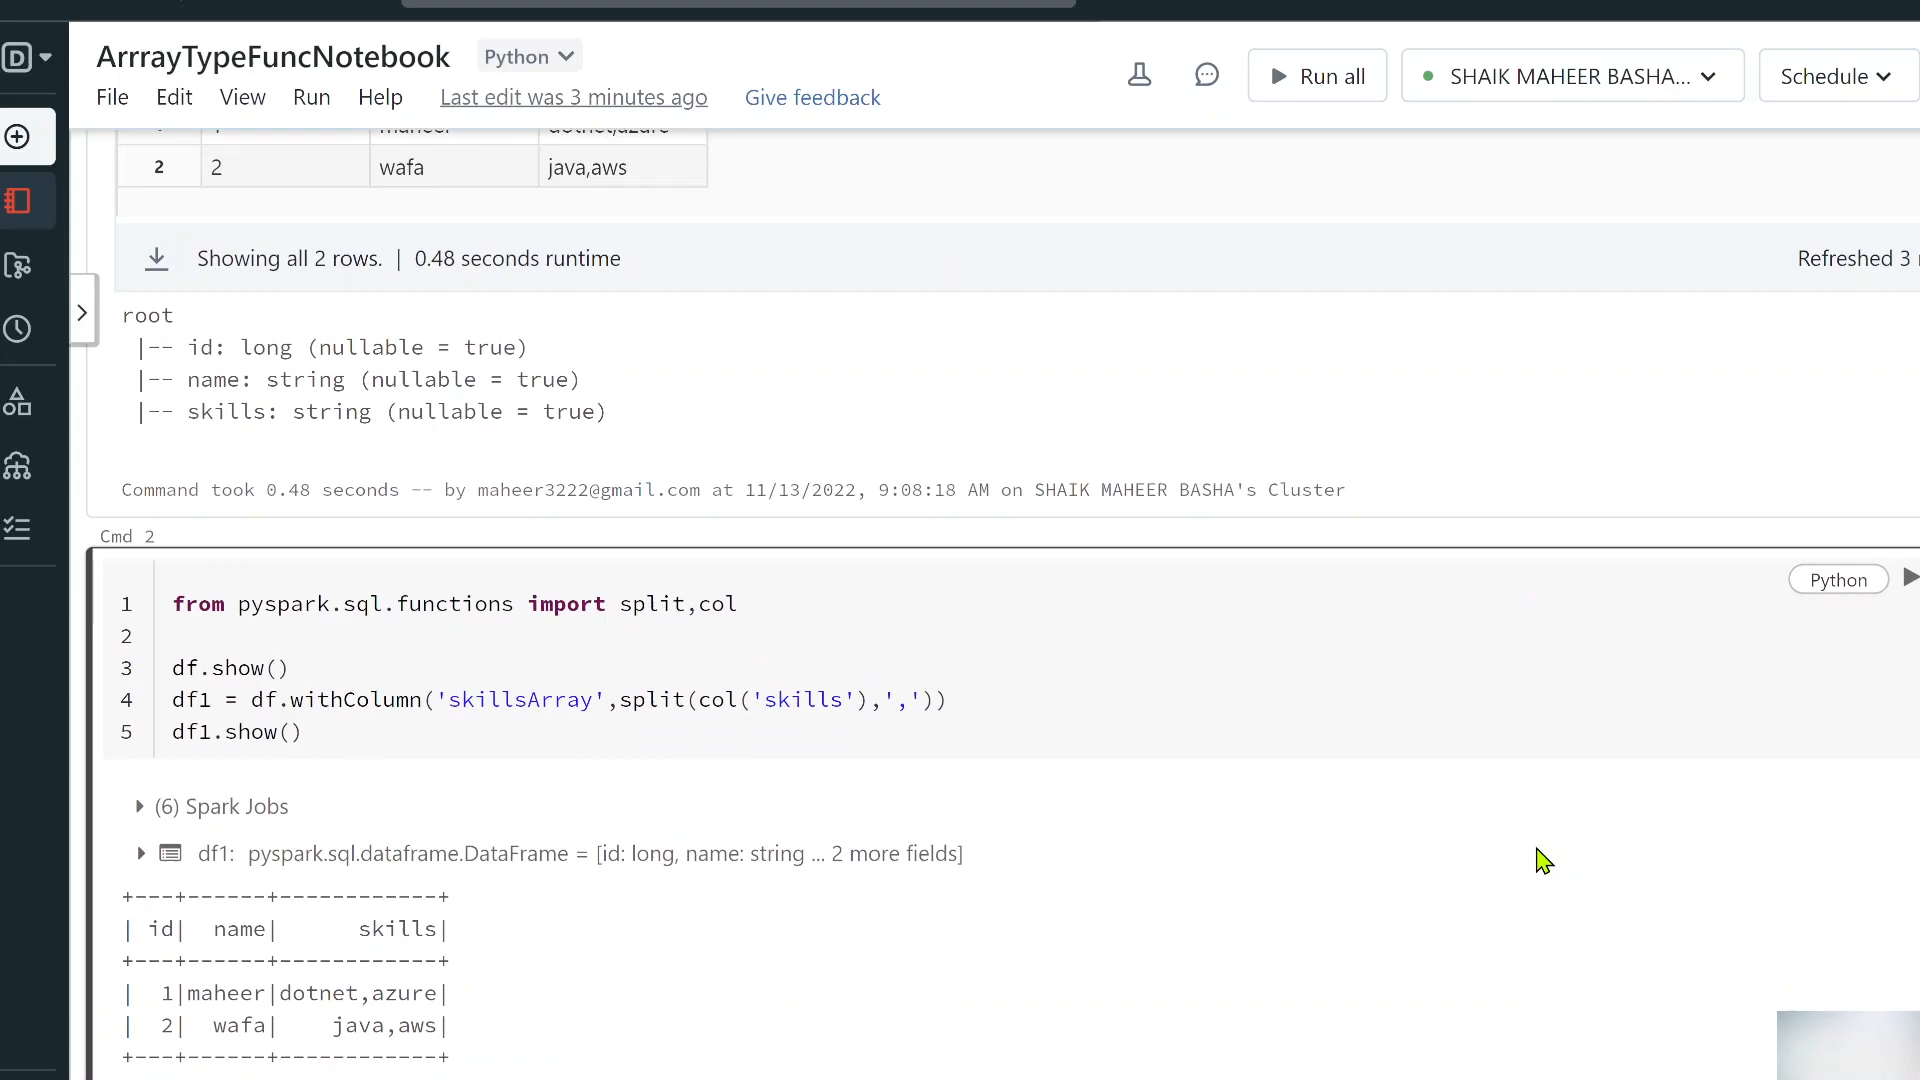 ArrrayTypeFuncNotebook Python
File Edit View Run Help Last edit was 3 minutes ago Give feedback
Run all SHAIK MAHEER BASHA... Schedule
maheer dotnet,azure
2 2 wafa java,aws
Showing all 2 rows. | 0.48 seconds runtime
Refreshed 3
root
|-- id: long (nullable = true)
|-- name: string (nullable = true)
|-- skills: string (nullable = true)
Command took 0.48 seconds -- by maheer3222@gmail.com at 11/13/2022, 9:08:18 AM on SHAIK MAHEER BASHA's Cluster
Cmd 2
Python
1 from pyspark.sql.functions import split,col
2
3 df.show()
4 df1 = df.withColumn('skillsArray',split(col('skills'),','))
5 df1.show()
(6) Spark Jobs
df1: pyspark.sql.dataframe.DataFrame = [id: long, name: string ... 2 more fields]
+---+------+------------+
| id|  name|      skills|
+---+------+------------+
|  1|maheer|dotnet,azure|
|  2|  wafa|    java,aws|
+---+------+------------+